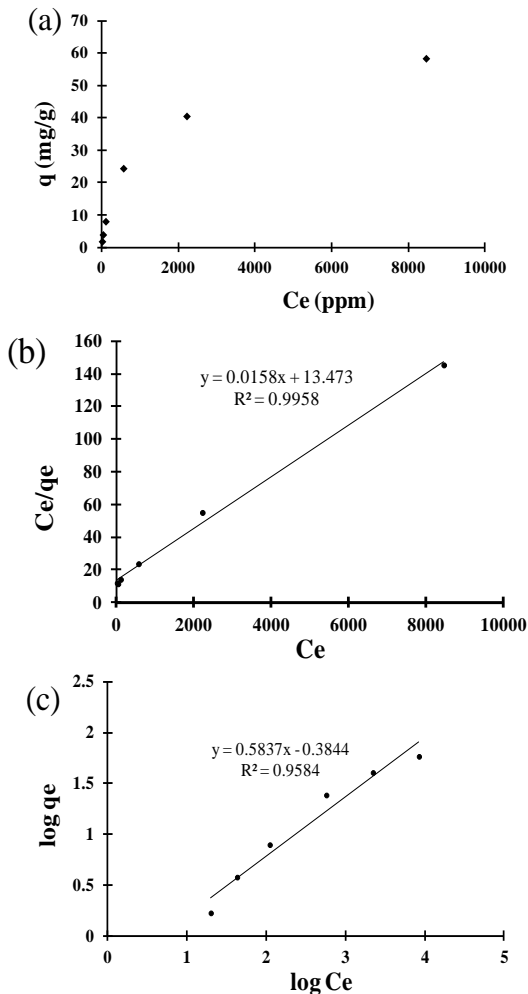 (a)
70
60
50
40
30
20
10
0
q (mg/g)
0 2000 4000 6000 8000 10000
Ce (ppm)
(b)
160
140
120
100
80
60
40
20
0
Ce/qe
y = 0.0158x + 13.473
R² = 0.9958
0 2000 4000 6000 8000 10000
Ce
(c)
2.5
2
1.5
1
0.5
0
log qe
y = 0.5837x - 0.3844
R² = 0.9584
0 1 2 3 4 5
log Ce